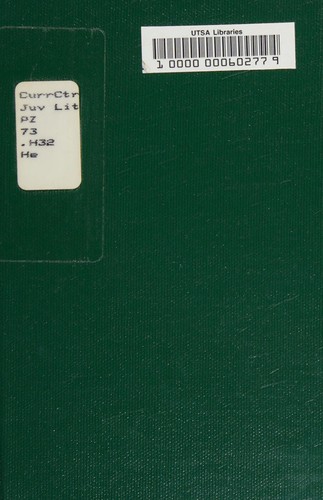 UTSA Libraries
1 0000 00060277 9
CurrCtr
Juv Lit
PZ
73
.H32
He